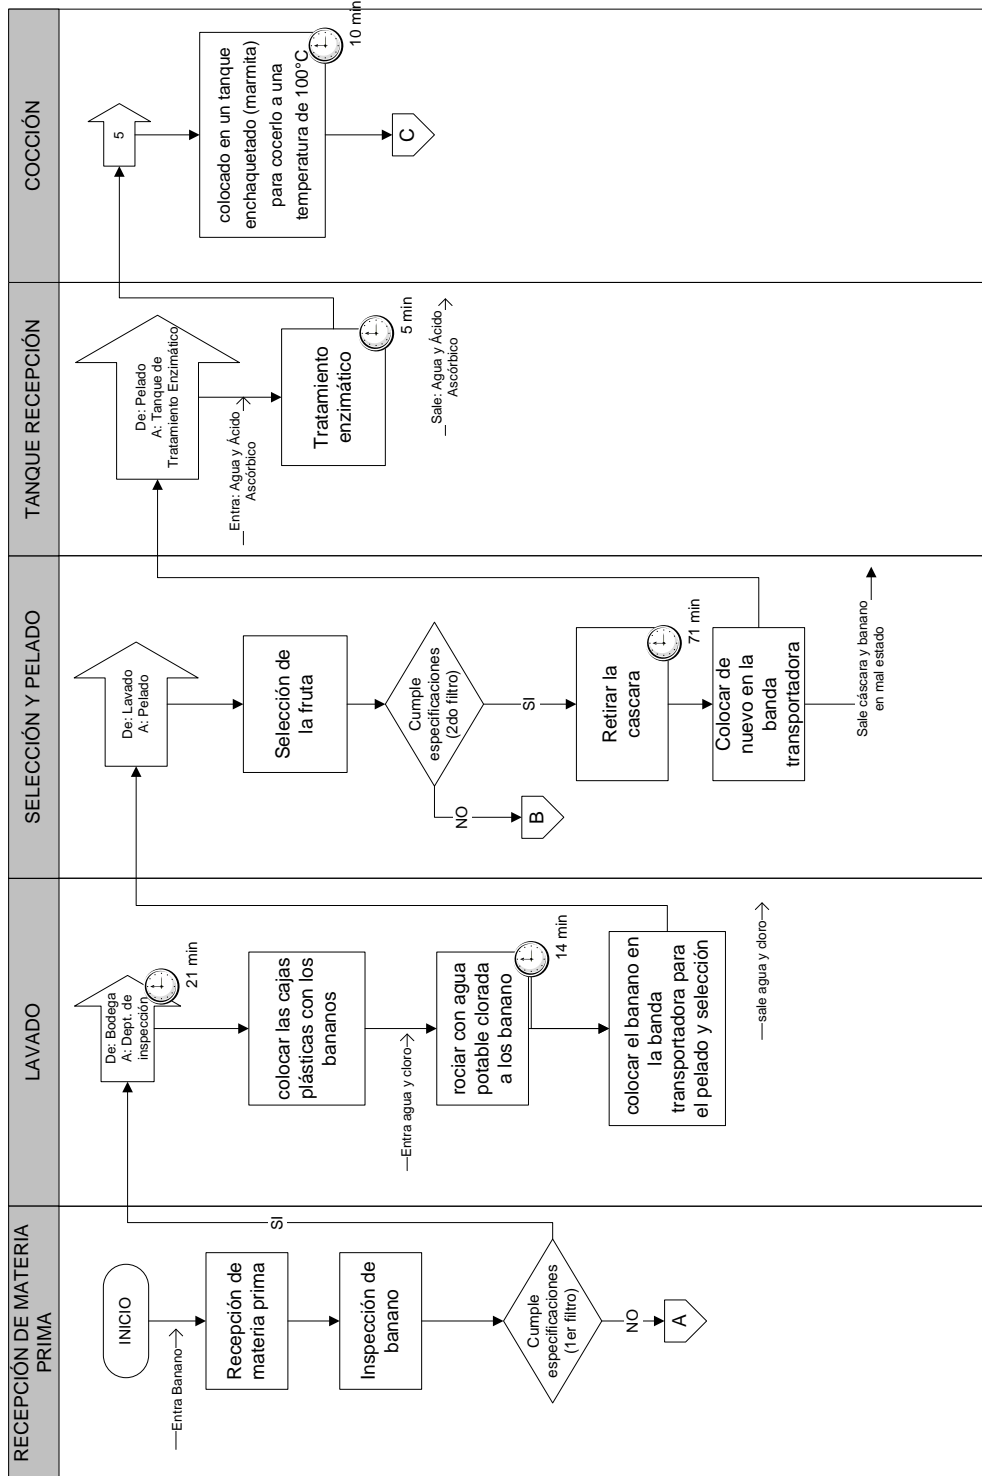 RECEPCIÓN DE MATERIA
PRIMA
INICIO
Entra Banano
Recepción de
materia prima
Inspección de
banano
Cumple
especificaciones
(1er filtro)
SI
NO
A
LAVADO
De: Bodega
A: Dept. de
inspección
21 min
colocar las cajas
plásticas con los
bananos
Entra agua y cloro
rociar con agua
potable clorada
a los banano
14 min
colocar el banano en
la banda
transportadora para
el pelado y selección
sale agua y cloro
SELECCIÓN Y PELADO
De: Lavado
A: Pelado
Selección de
la fruta
Cumple
especificaciones
(2do filtro)
NO
B
SI
Retirar la
cascara
71 min
Colocar de
nuevo en la
banda
transportadora
Sale cáscara y banano
en mal estado
TANQUE RECEPCIÓN
De: Pelado
A: Tanque de
Tratamiento Enzimático
Entra: Agua y Ácido
Ascórbico
Tratamiento
enzimático
5 min
Sale: Agua y Ácido
Ascórbico
COCCIÓN
5
colocado en un tanque
enchaquetado (marmita)
para cocerlo a una
temperatura de 100°C
10 min
C